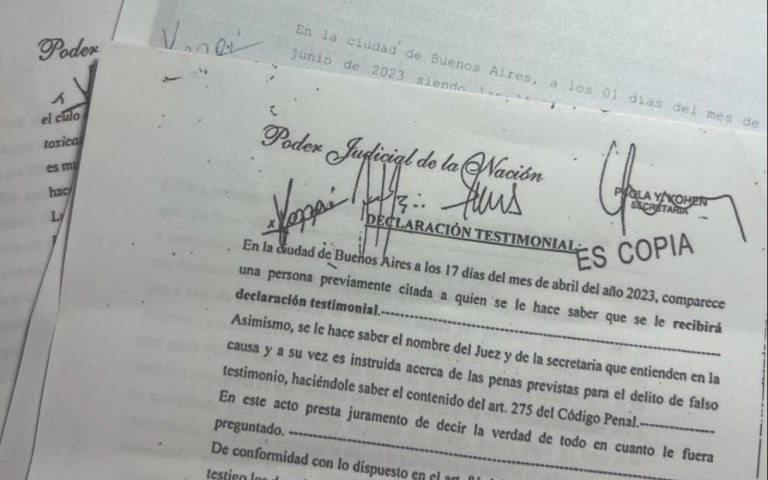 Poder
el culo
toxica
es mu
hac
En la ciudad de Buenos Aires, a los 01 días del mes de
junio de 2023 siendo
Poder Judicial de la Nación
PAOLA Y. KOHEN
SECRETARIA
DECLARACIÓN TESTIMONIAL.
ES COPIA
En la ciudad de Buenos Aires a los 17 días del mes de abril del año 2023, comparece
una persona previamente citada a quien se le hace saber que se le recibirá
declaración testimonial.-
Asimismo, se le hace saber el nombre del Juez y de la secretaria que entienden en la
causa y a su vez es instruida acerca de las penas previstas para el delito de falso
testimonio, haciéndole saber el contenido del art. 275 del Código Penal.-
En este acto presta juramento de decir la verdad de todo en cuanto le fuera
preguntado. -
De conformidad con lo dispuesto en el art.
testigo